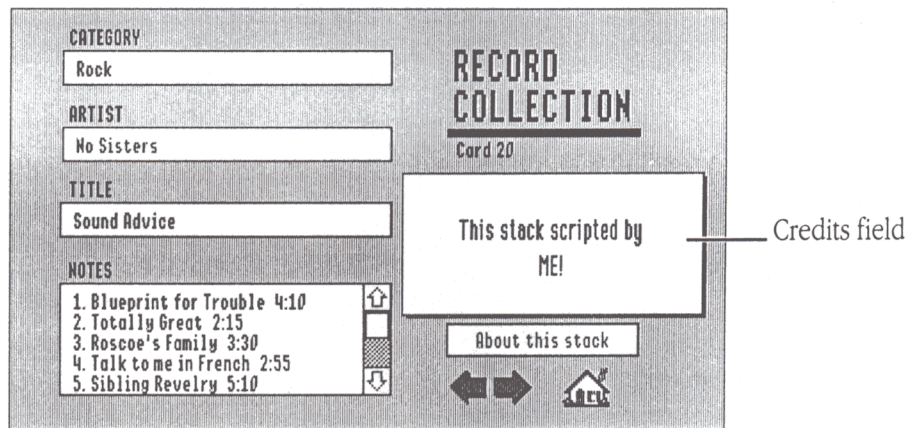 CATEGORY
Rock
ARTIST
No Sisters
TITLE
Sound Advice
NOTES
1. Blueprint for Trouble 4:10
2. Totally Great 2:15
3. Roscoe's Family 3:30
4. Talk to me in French 2:55
5. Sibling Revelry 5:10
RECORD
COLLECTION
Card 20
This stack scripted by
ME!
Credits field
About this stack